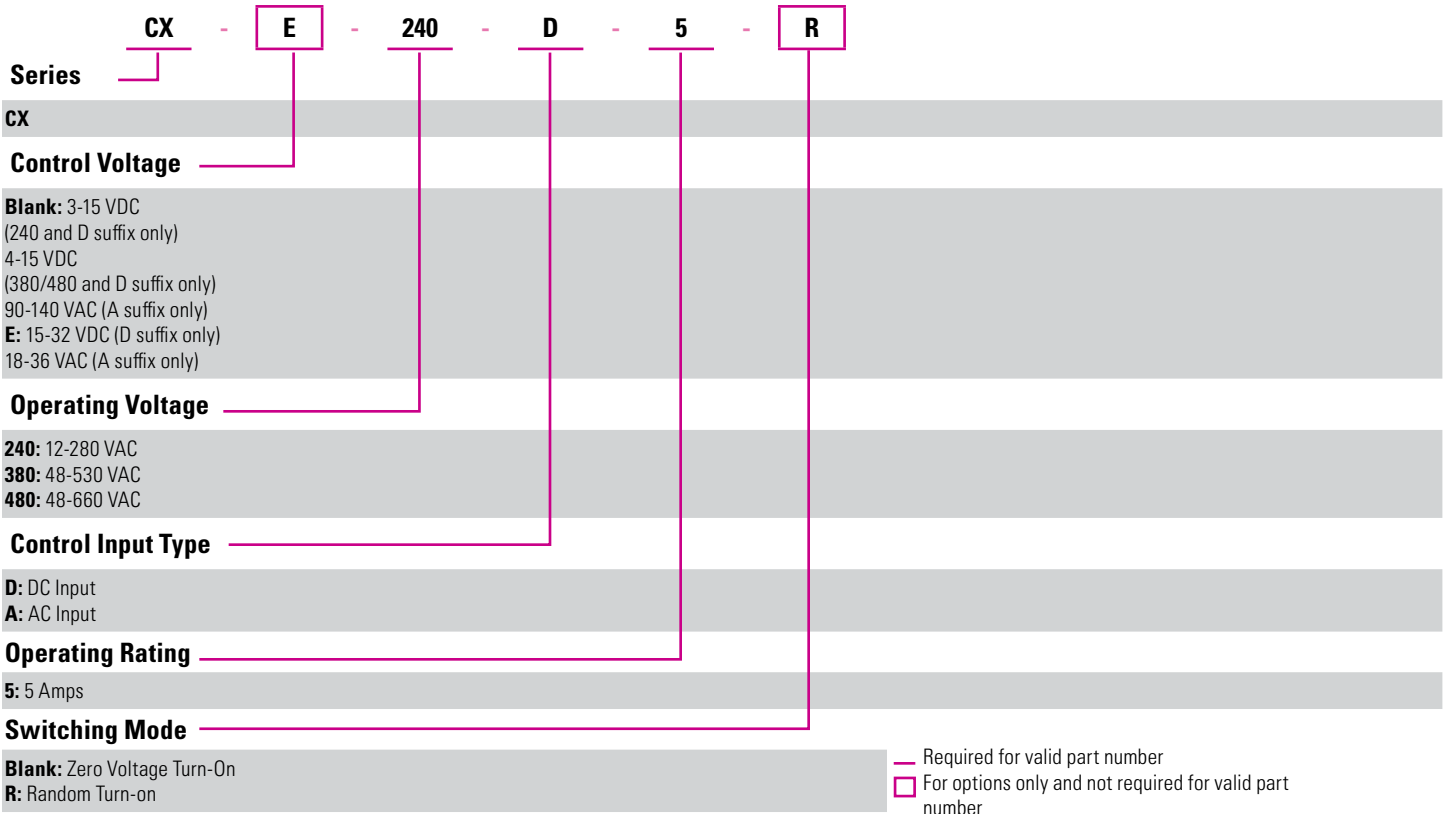 CX - E - 240 - D - 5 - R
Series
CX
Control Voltage
Blank: 3-15 VDC
(240 and D suffix only)
4-15 VDC
(380/480 and D suffix only)
90-140 VAC (A suffix only)
E: 15-32 VDC (D suffix only)
18-36 VAC (A suffix only)
Operating Voltage
240: 12-280 VAC
380: 48-530 VAC
480: 48-660 VAC
Control Input Type
D: DC Input
A: AC Input
Operating Rating
5: 5 Amps
Switching Mode
Blank: Zero Voltage Turn-On
R: Random Turn-on
Required for valid part number
For options only and not required for valid part
number